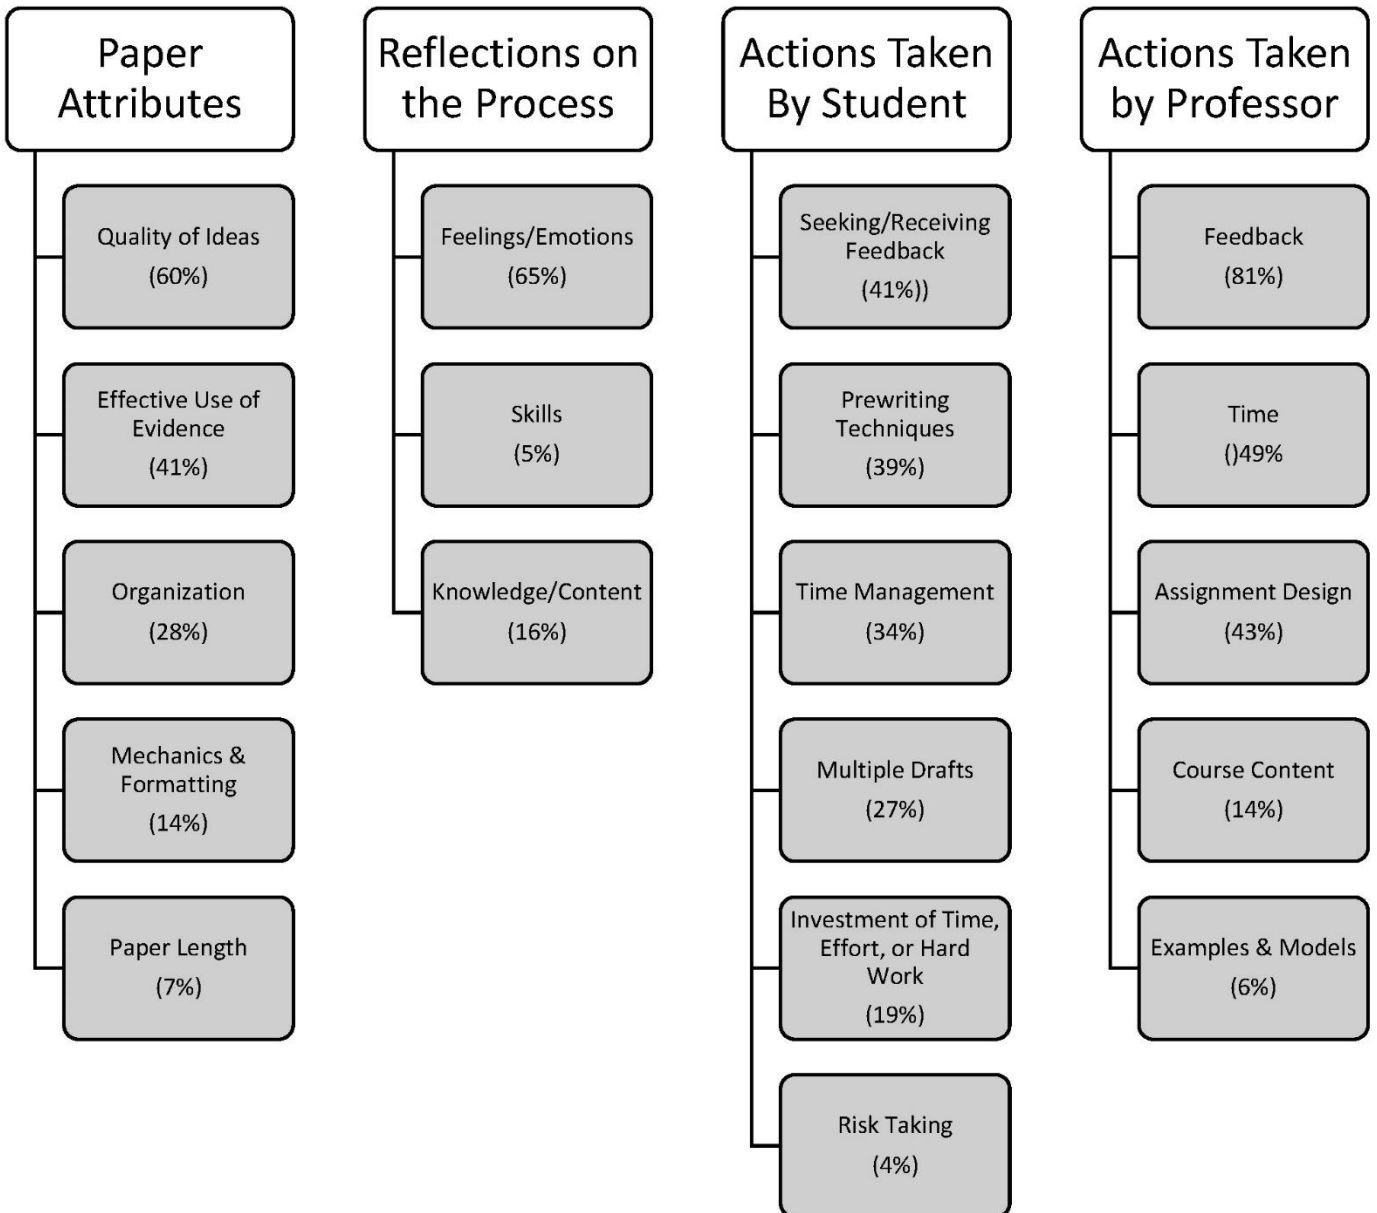 Paper
Attributes
Quality of Ideas
(60%)
Effective Use of
Evidence
(41%)
Organization
(28%)
Mechanics &
Formatting
(14%)
Paper Length
(7%)
Reflections on
the Process
Feelings/Emotions
(65%)
Skills
(5%)
Knowledge/Content
(16%)
Actions Taken
By Student
Seeking/Receiving
Feedback
(41%))
Prewriting
Techniques
(39%)
Time Management
(34%)
Multiple Drafts
(27%)
Investment of Time,
Effort, or Hard
Work
(19%)
Risk Taking
(4%)
Actions Taken
by Professor
Feedback
(81%)
Time
()49%
Assignment Design
(43%)
Course Content
(14%)
Examples & Models
(6%)